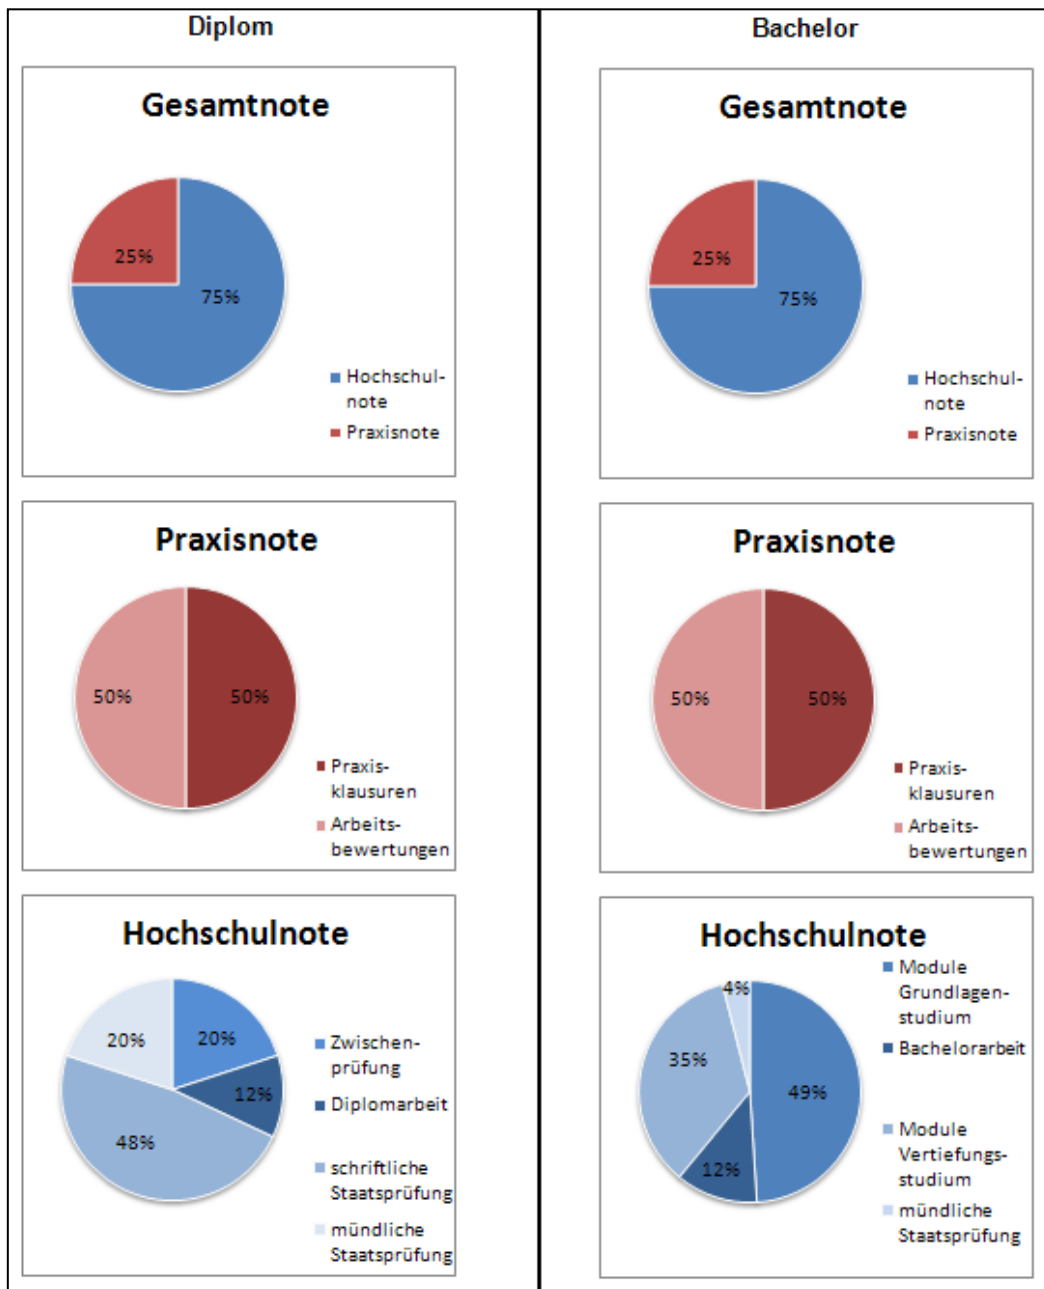 Diplom
Gesamtnote
25%
75%
Hochschul-
note
Praxisnote
Praxisnote
50%
50%
Praxis-
klausuren
Arbeits-
bewertungen
Hochschulnote
20%
20%
12%
48%
Zwischen-
prüfung
Diplomarbeit
schriftliche
Staatsprüfung
mündliche
Staatsprüfung
Bachelor
Gesamtnote
25%
75%
Hochschul-
note
Praxisnote
Praxisnote
50%
50%
Praxis-
klausuren
Arbeits-
bewertungen
Hochschulnote
4%
35%
49%
12%
Module
Grundlagen-
studium
Bachelorarbeit
Module
Vertiefungs-
studium
mündliche
Staatsprüfung